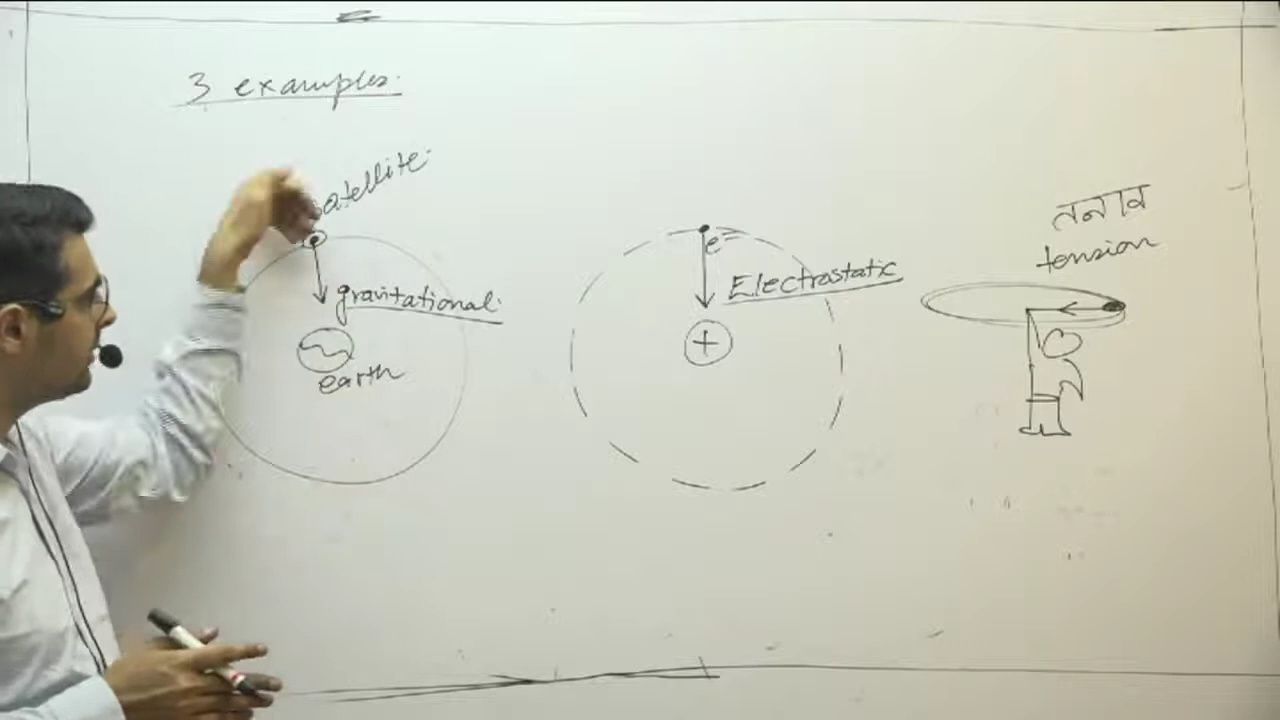 3 examples.
satellite.
gravitational.
earth
e⁻
Electrostatic
+
तनाव
tension